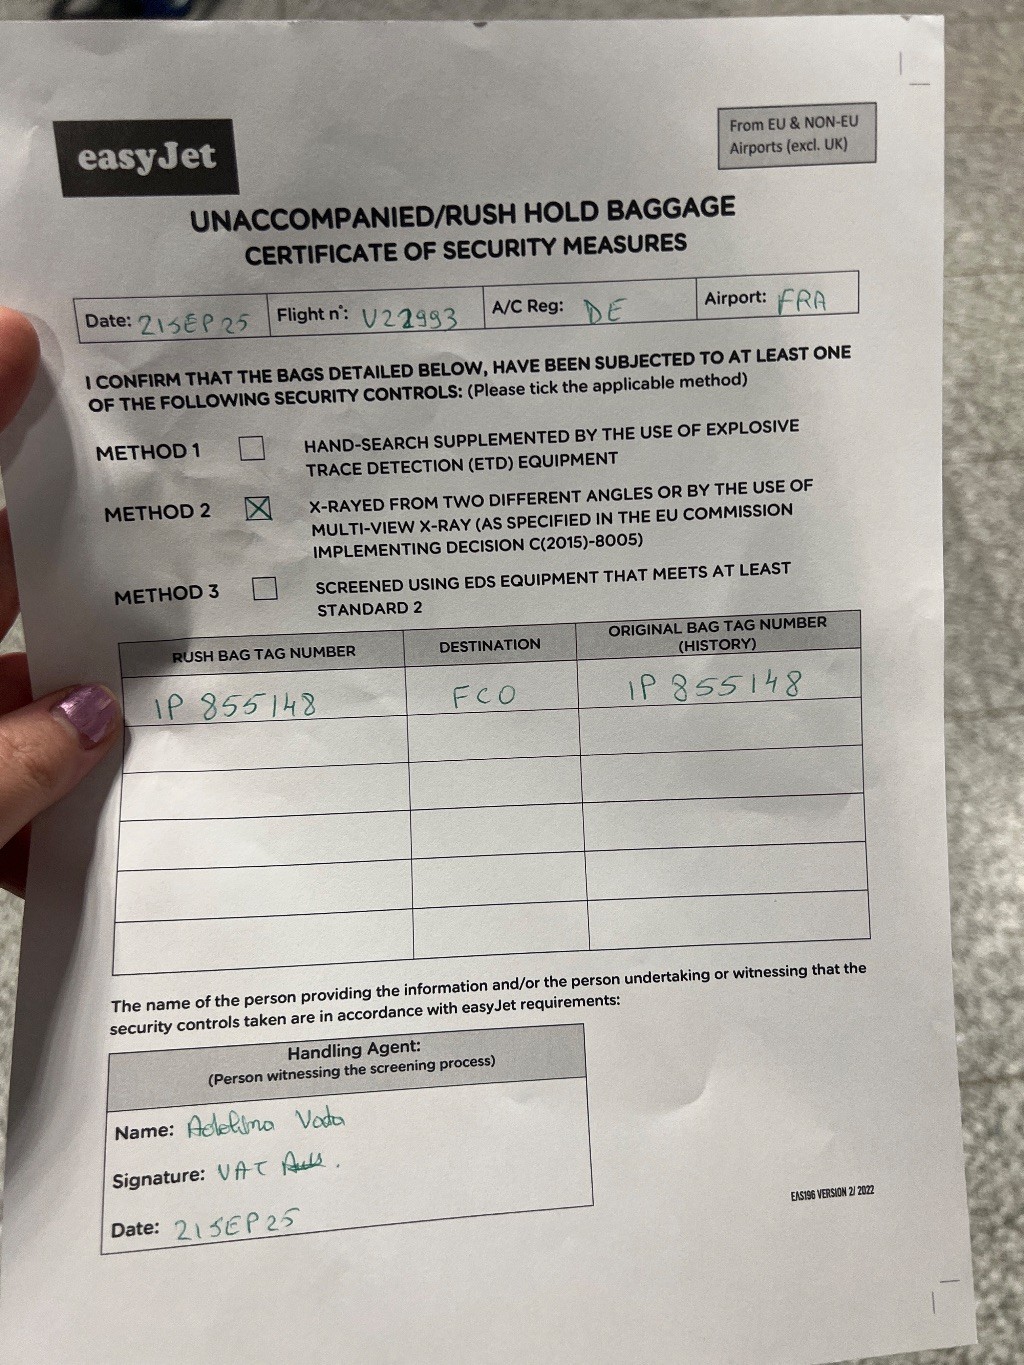 easyJet
From EU & NON-EU
Airports (excl. UK)
UNACCOMPANIED/RUSH HOLD BAGGAGE
CERTIFICATE OF SECURITY MEASURES
Date: 21SEP25 Flight n°: U22993 A/C Reg: DE Airport: FRA
I CONFIRM THAT THE BAGS DETAILED BELOW, HAVE BEEN SUBJECTED TO AT LEAST ONE
OF THE FOLLOWING SECURITY CONTROLS: (Please tick the applicable method)
METHOD 1 HAND-SEARCH SUPPLEMENTED BY THE USE OF EXPLOSIVE
TRACE DETECTION (ETD) EQUIPMENT
METHOD 2 X-RAYED FROM TWO DIFFERENT ANGLES OR BY THE USE OF
MULTI-VIEW X-RAY (AS SPECIFIED IN THE EU COMMISSION
IMPLEMENTING DECISION C(2015)-8005)
METHOD 3 SCREENED USING EDS EQUIPMENT THAT MEETS AT LEAST
STANDARD 2
RUSH BAG TAG NUMBER DESTINATION ORIGINAL BAG TAG NUMBER
(HISTORY)
IP 855148 FCO IP 855148
The name of the person providing the information and/or the person undertaking or witnessing that the
security controls taken are in accordance with easyJet requirements:
Handling Agent:
(Person witnessing the screening process)
Name: Adelina Voda
Signature: VAT
Date: 21SEP25
EAS196 VERSION 2/ 2022